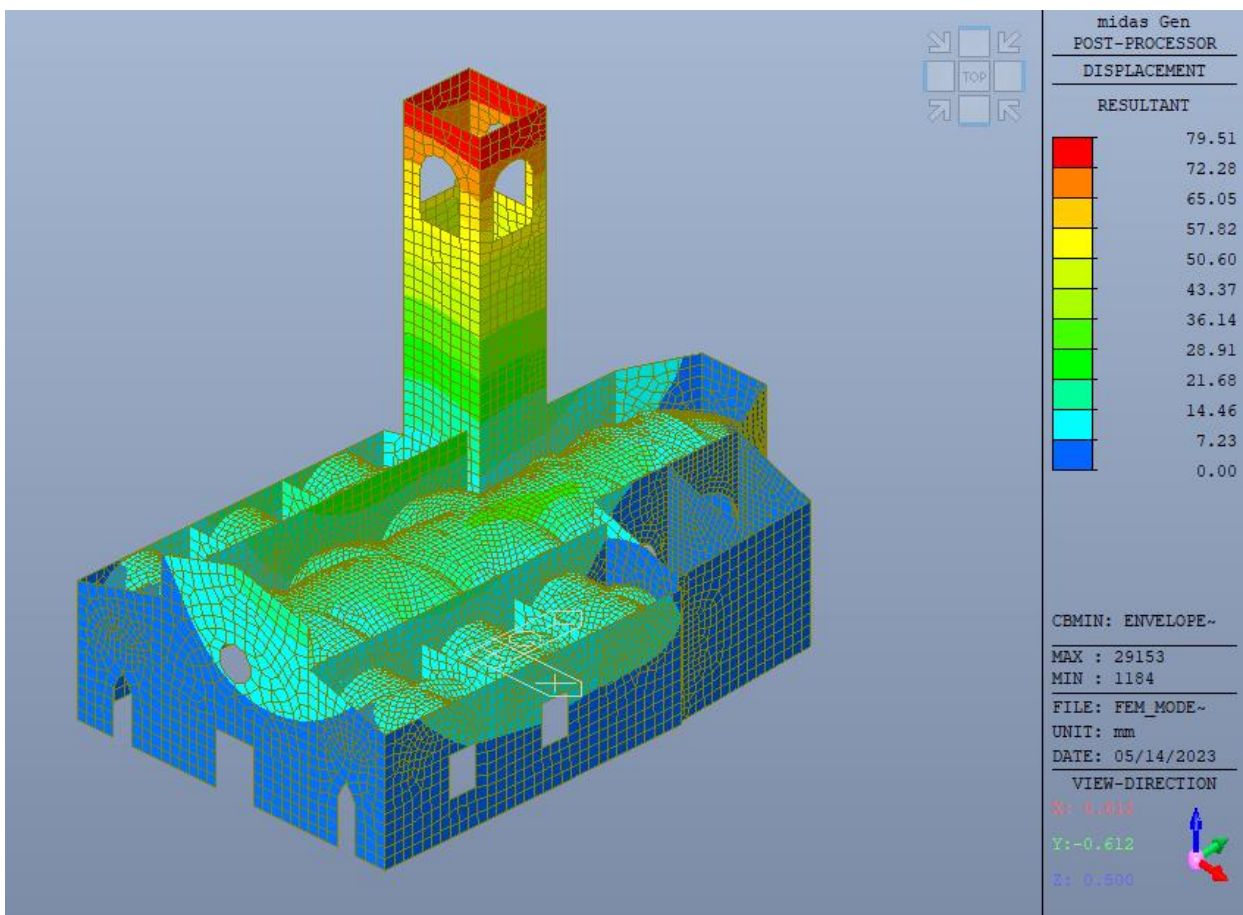 TOP
midas Gen
POST-PROCESSOR
DISPLACEMENT
RESULTANT
79.51
72.28
65.05
57.82
50.60
43.37
36.14
28.91
21.68
14.46
7.23
0.00
CBMIN: ENVELOPE~
MAX : 29153
MIN : 1184
FILE: FEM_MODE~
UNIT: mm
DATE: 05/14/2023
VIEW-DIRECTION
X: 0.612
Y:-0.612
Z: 0.500